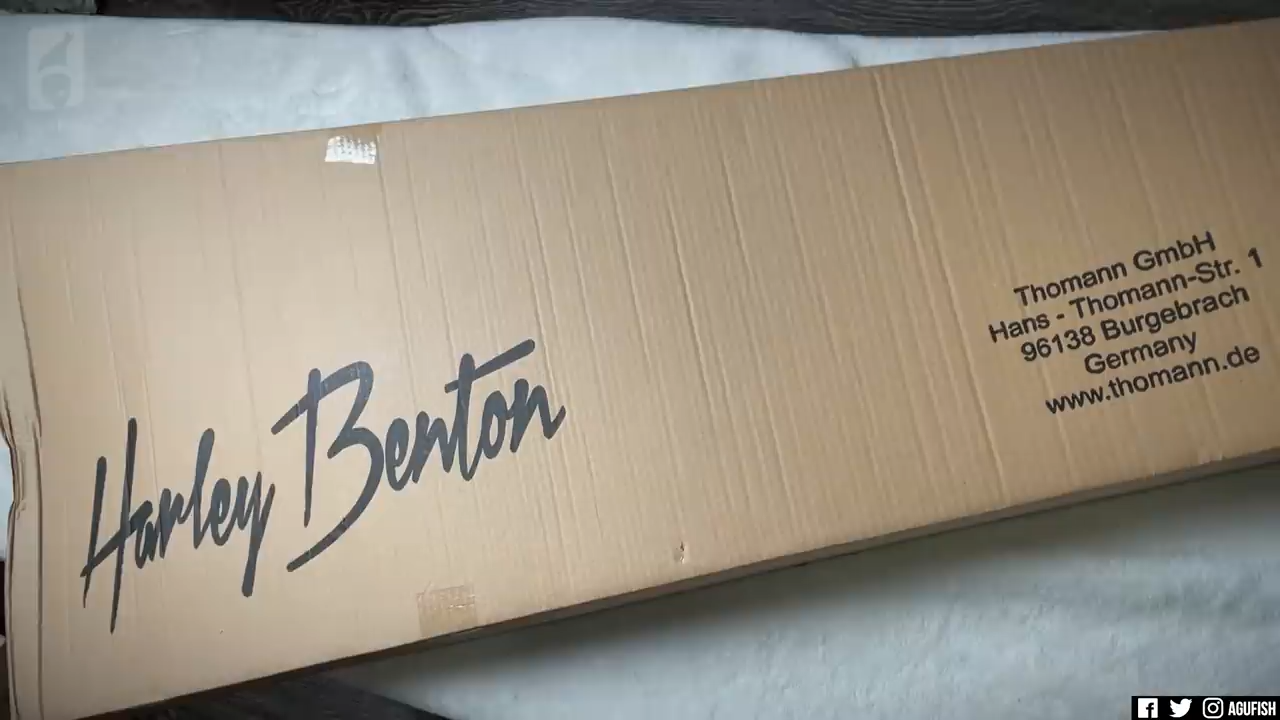 Harley Benton
Thomann GmbH
Hans - Thomann-Str. 1
96138 Burgebrach
Germany
www.thomann.de
AGUFISH